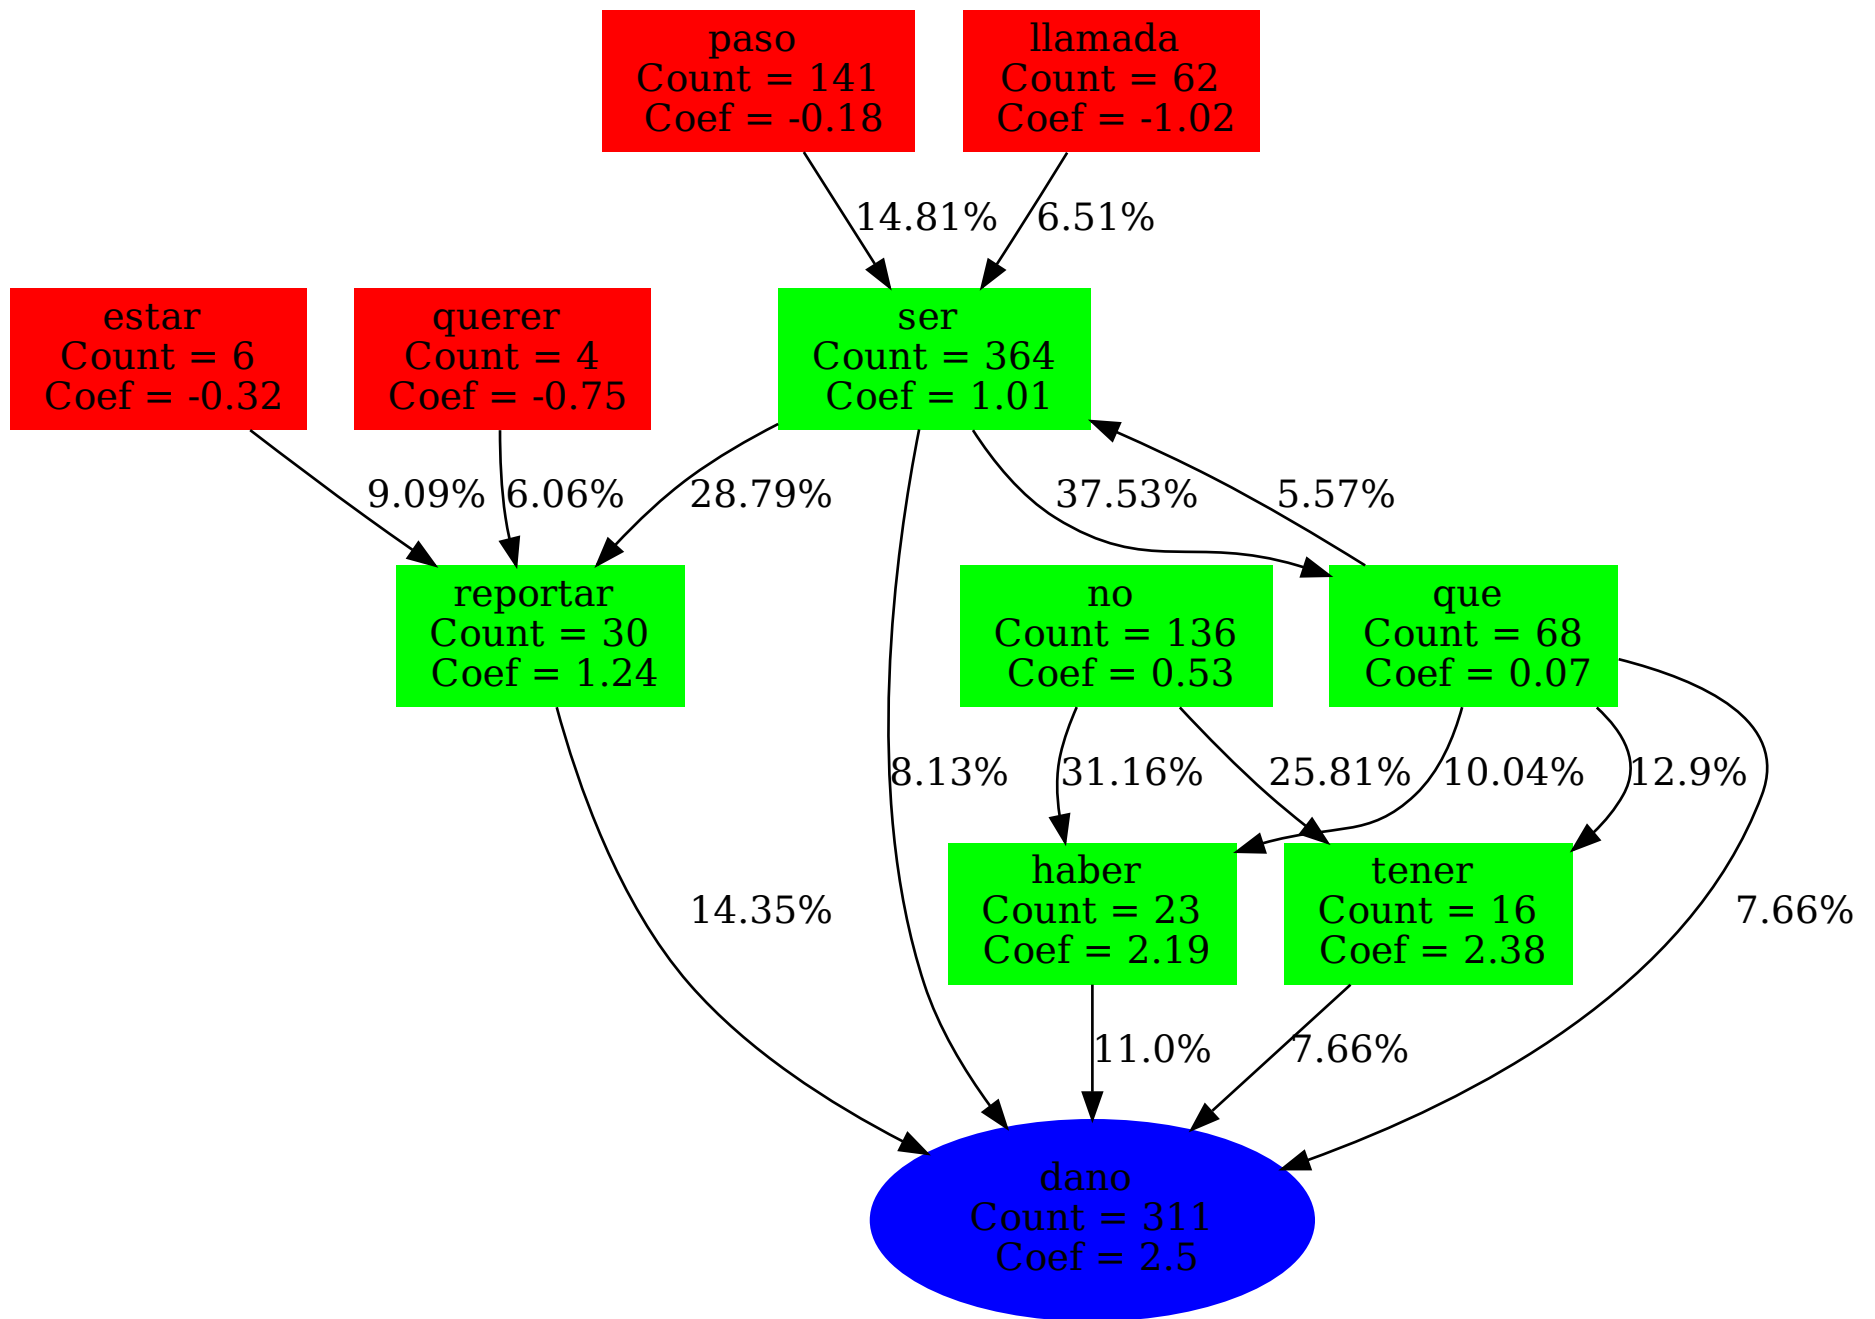 paso
Count = 141
Coef = -0.18
llamada
Count = 62
Coef = -1.02
14.81%
6.51%
estar
Count = 6
Coef = -0.32
querer
Count = 4
Coef = -0.75
ser
Count = 364
Coef = 1.01
9.09%
6.06%
28.79%
37.53%
5.57%
reportar
Count = 30
Coef = 1.24
no
Count = 136
Coef = 0.53
que
Count = 68
Coef = 0.07
8.13%
31.16%
25.81%
10.04%
12.9%
haber
Count = 23
Coef = 2.19
tener
Count = 16
Coef = 2.38
14.35%
7.66%
11.0%
7.66%
dano
Count = 311
Coef = 2.5